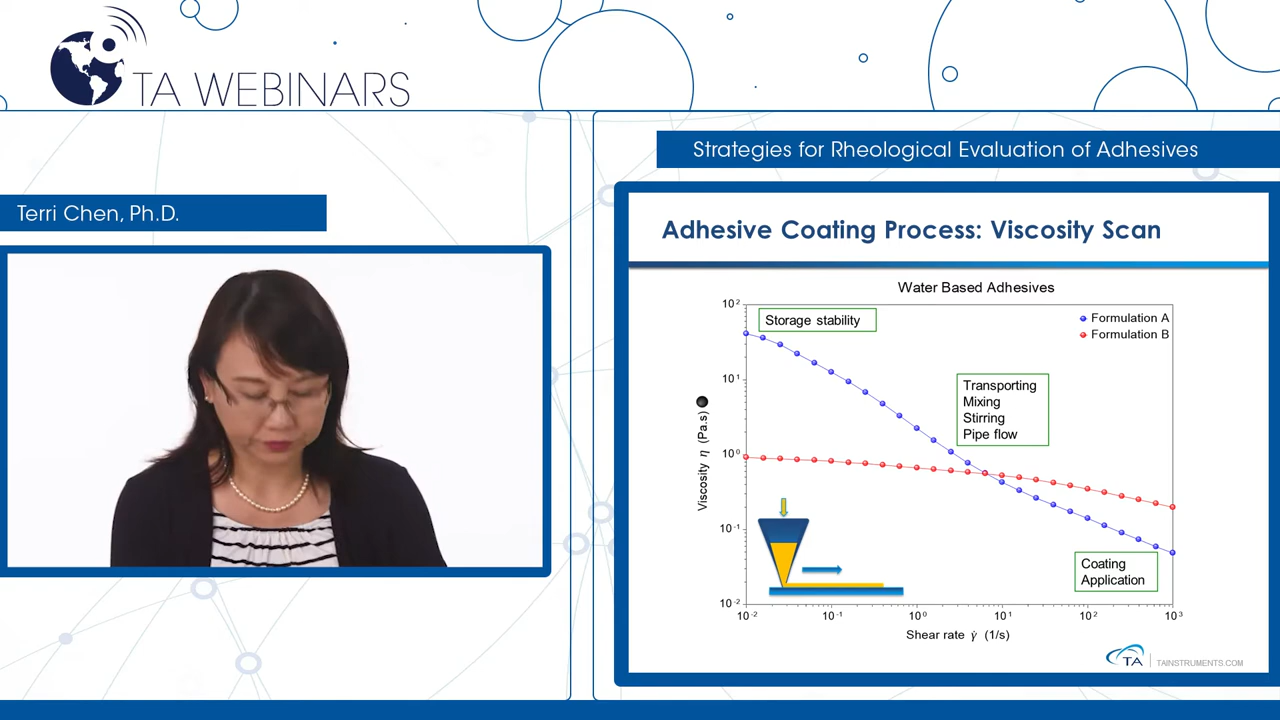 TA WEBINARS
Strategies for Rheological Evaluation of Adhesives
Terri Chen, Ph.D.
Adhesive Coating Process: Viscosity Scan
Water Based Adhesives
Storage stability
Formulation A
Formulation B
Transporting
Mixing
Stirring
Pipe flow
Coating
Application
Viscosity η (Pa.s)
10²
10¹
10⁰
10⁻¹
10⁻²
10⁻² 10⁻¹ 10⁰ 10¹ 10² 10³
Shear rate γ̇ (1/s)
TA
TAINSTRUMENTS.COM